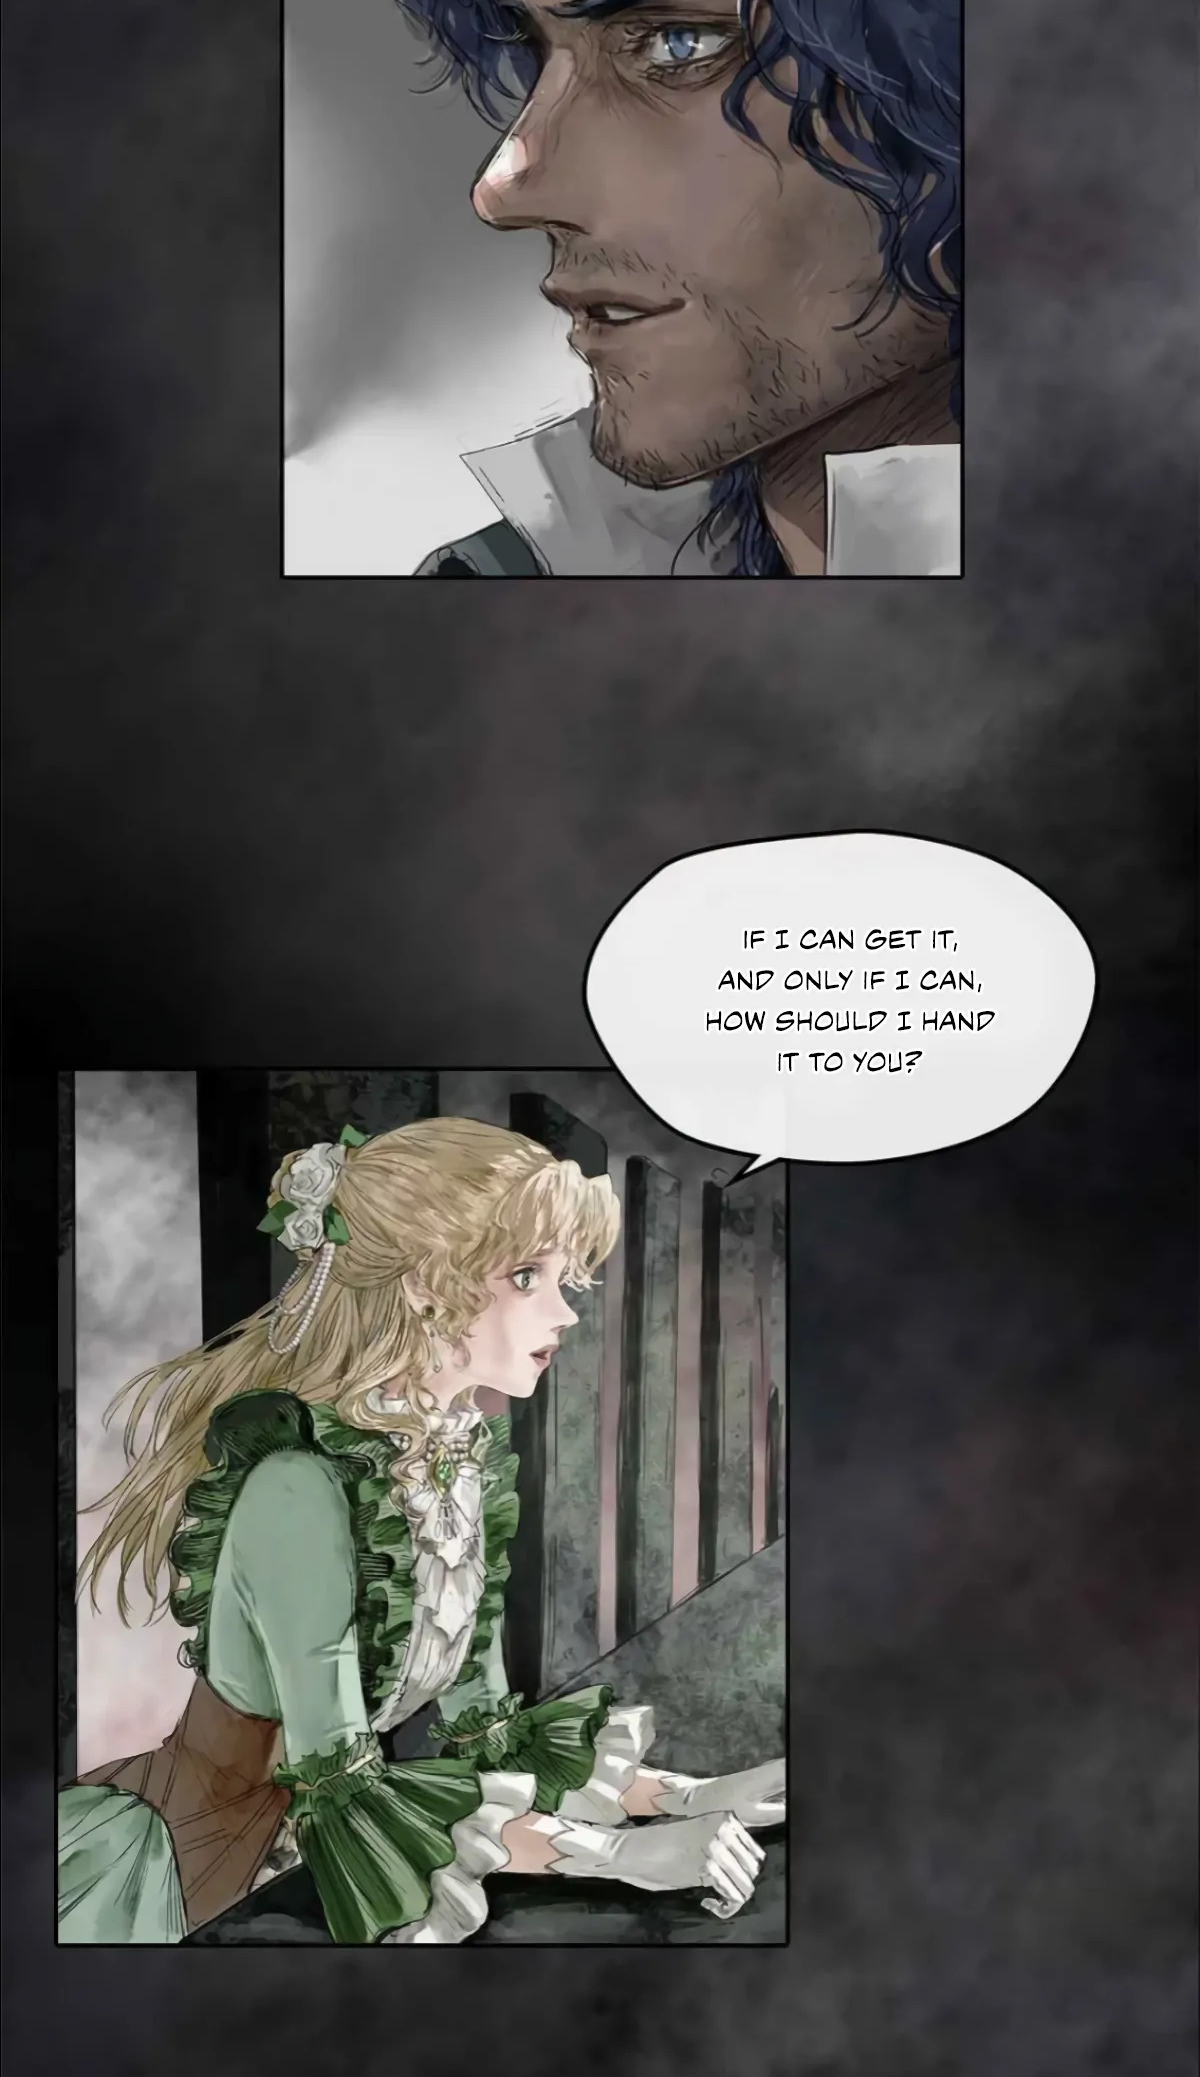 IF I CAN GET IT,
AND ONLY IF I CAN,
HOW SHOULD I HAND
IT TO YOU?